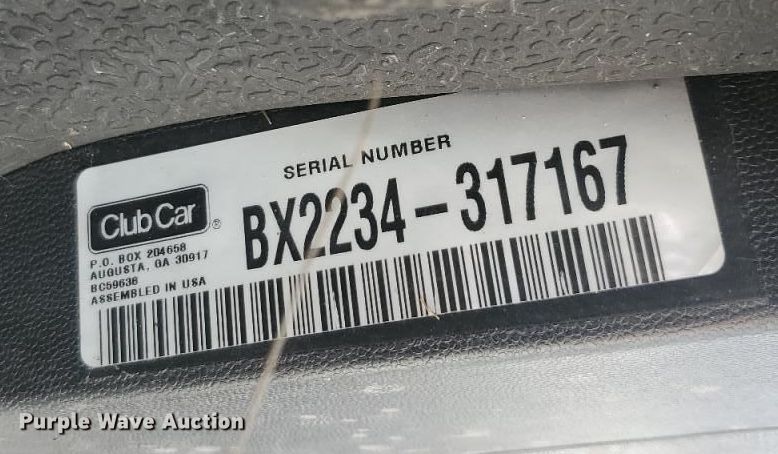 SERIAL NUMBER
Club Car®
BX2234-317167
P.O. BOX 204658
AUGUSTA, GA 30917
BC59636
ASSEMBLED IN USA
Purple Wave Auction